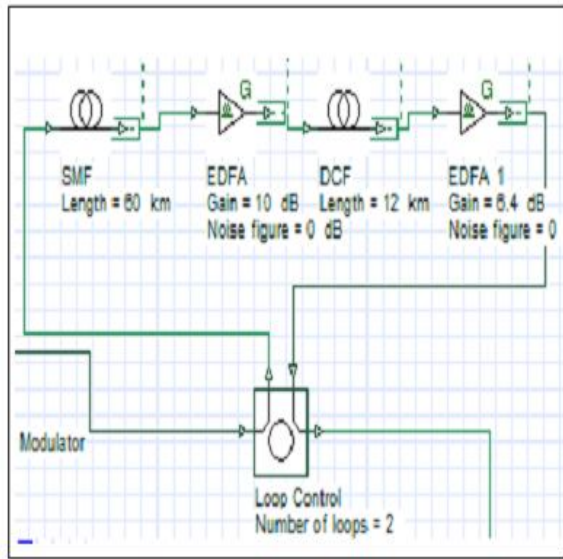 G
G
SMF
Length = 60 km
EDFA
Gain = 10 dB
Noise figure = 0 dB
DCF
Length = 12 km
EDFA 1
Gain = 6.4 dB
Noise figure = 0
Modulator
Loop Control
Number of loops = 2